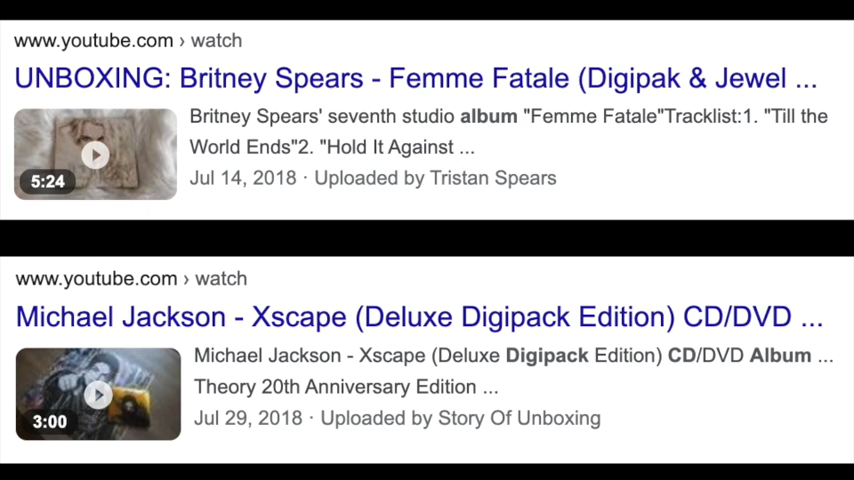 www.youtube.com › watch
UNBOXING: Britney Spears - Femme Fatale (Digipak & Jewel ...
Britney Spears' seventh studio album "Femme Fatale"Tracklist:1. "Till the
World Ends"2. "Hold It Against ...
5:24
Jul 14, 2018 · Uploaded by Tristan Spears
www.youtube.com › watch
Michael Jackson - Xscape (Deluxe Digipack Edition) CD/DVD ...
Michael Jackson - Xscape (Deluxe Digipack Edition) CD/DVD Album ...
Theory 20th Anniversary Edition ...
3:00
Jul 29, 2018 · Uploaded by Story Of Unboxing